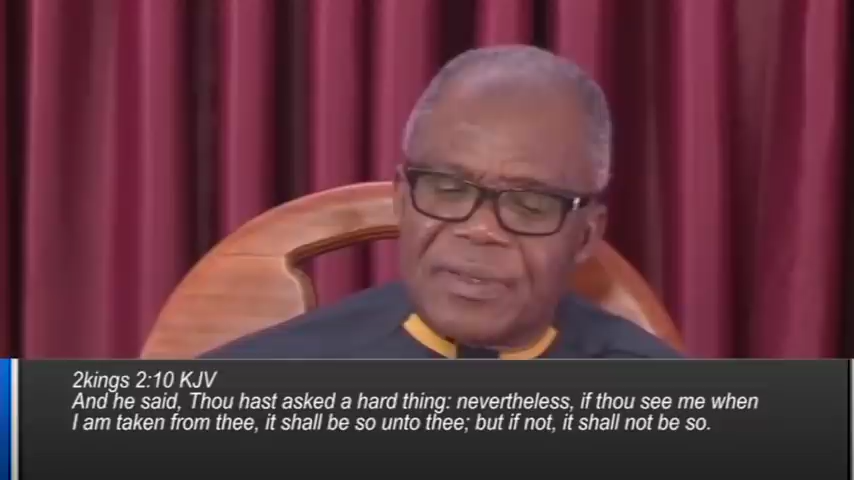 2kings 2:10 KJV
And he said, Thou hast asked a hard thing: nevertheless, if thou see me when
I am taken from thee, it shall be so unto thee; but if not, it shall not be so.